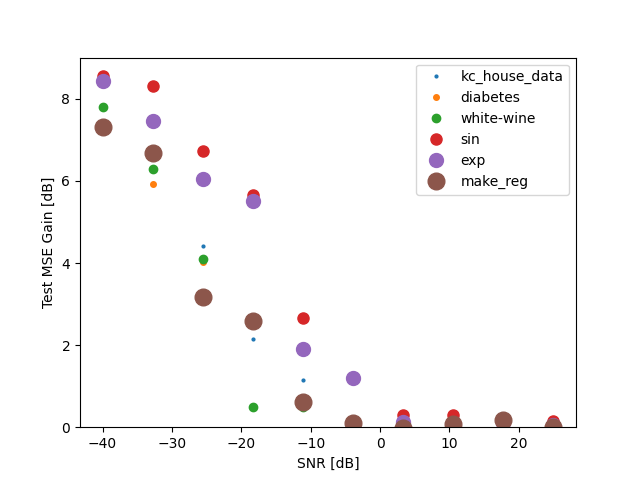 kc_house_data
diabetes
white-wine
sin
exp
make_reg
Test MSE Gain [dB]
8
6
4
2
0
−40 −30 −20 −10 0 10 20
SNR [dB]